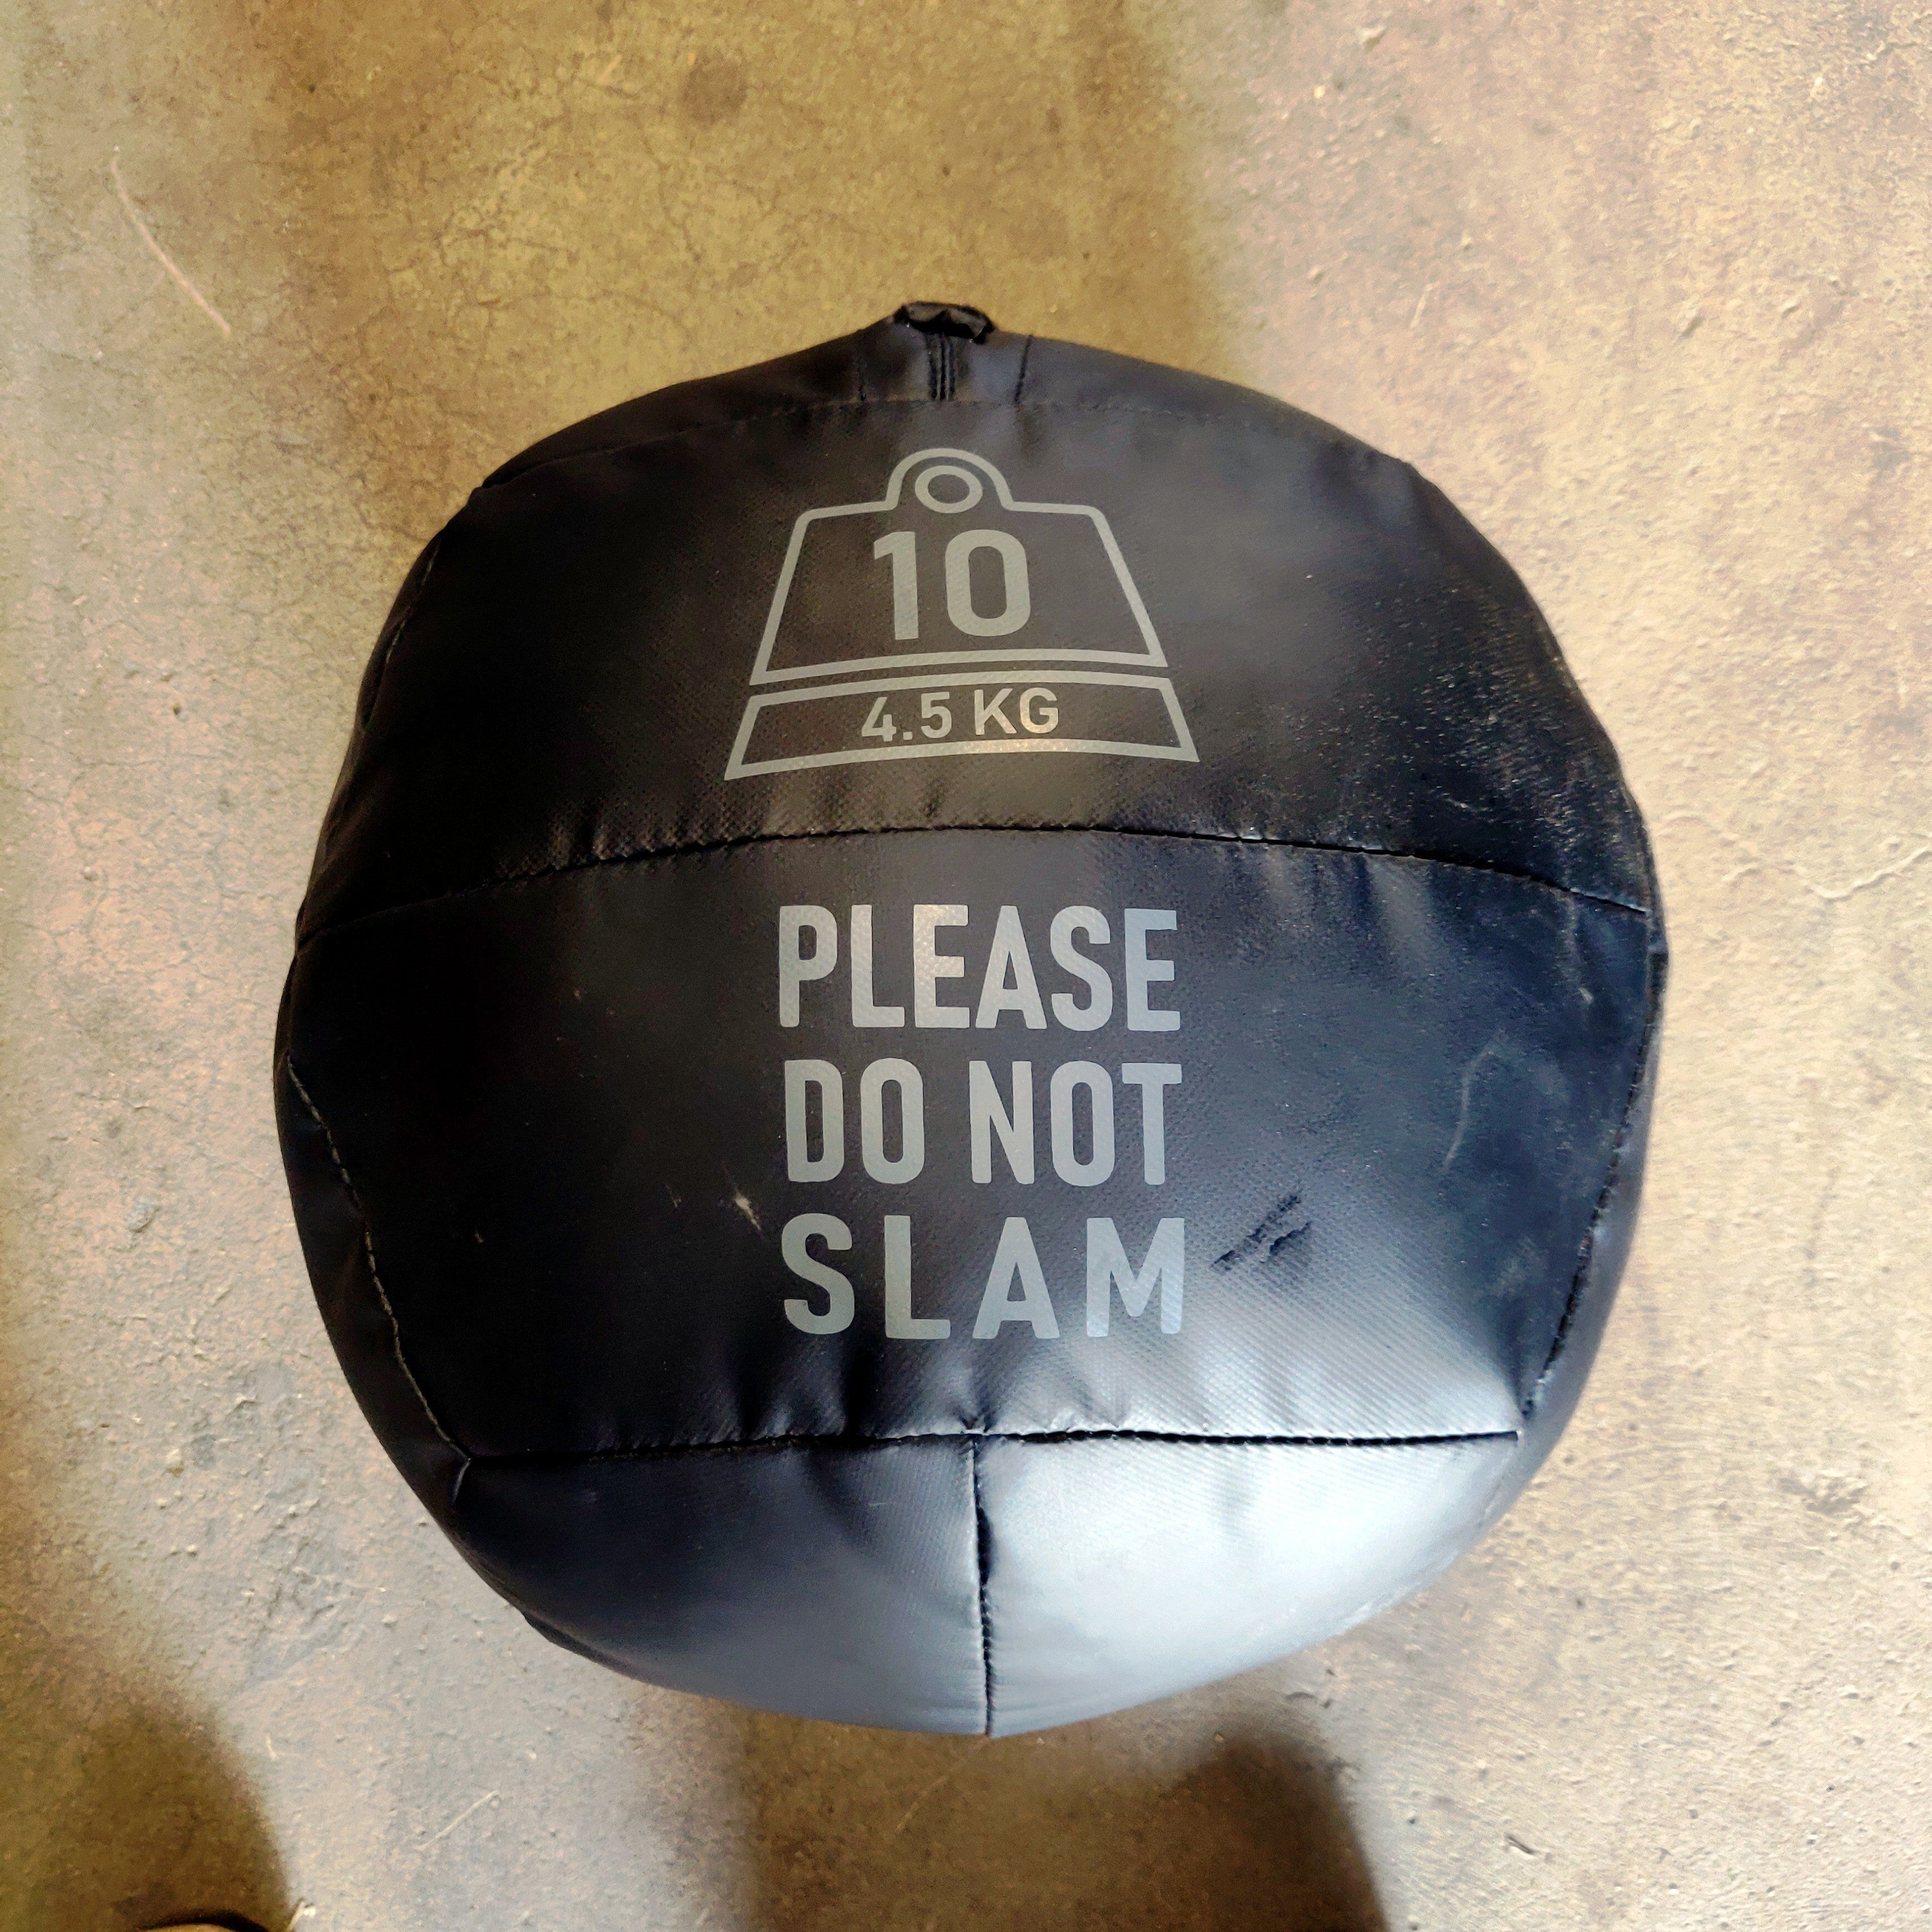 10
4.5 KG
PLEASE
DO NOT
SLAM